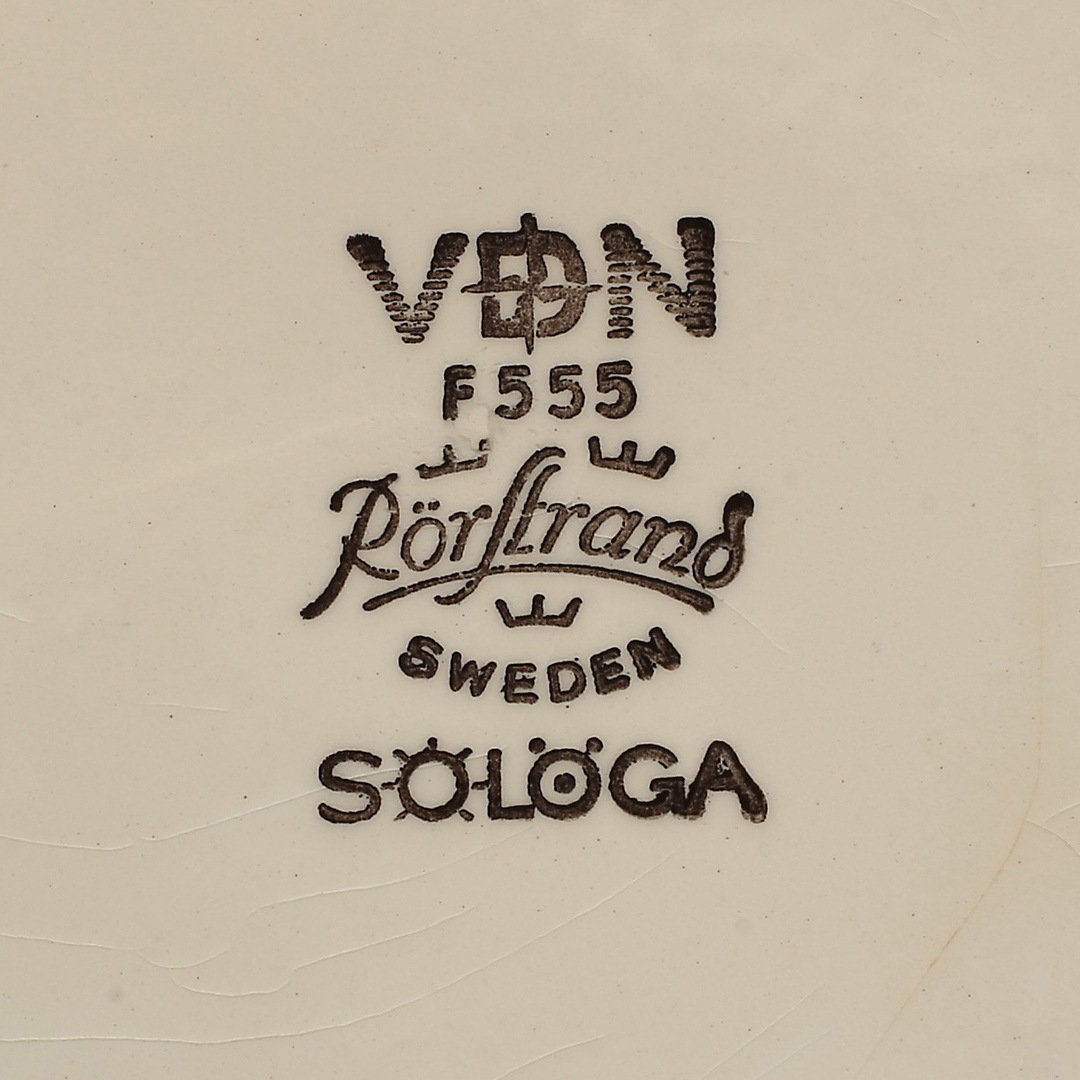 VDN
F555
Rörstrand
SWEDEN
SOLÖGA